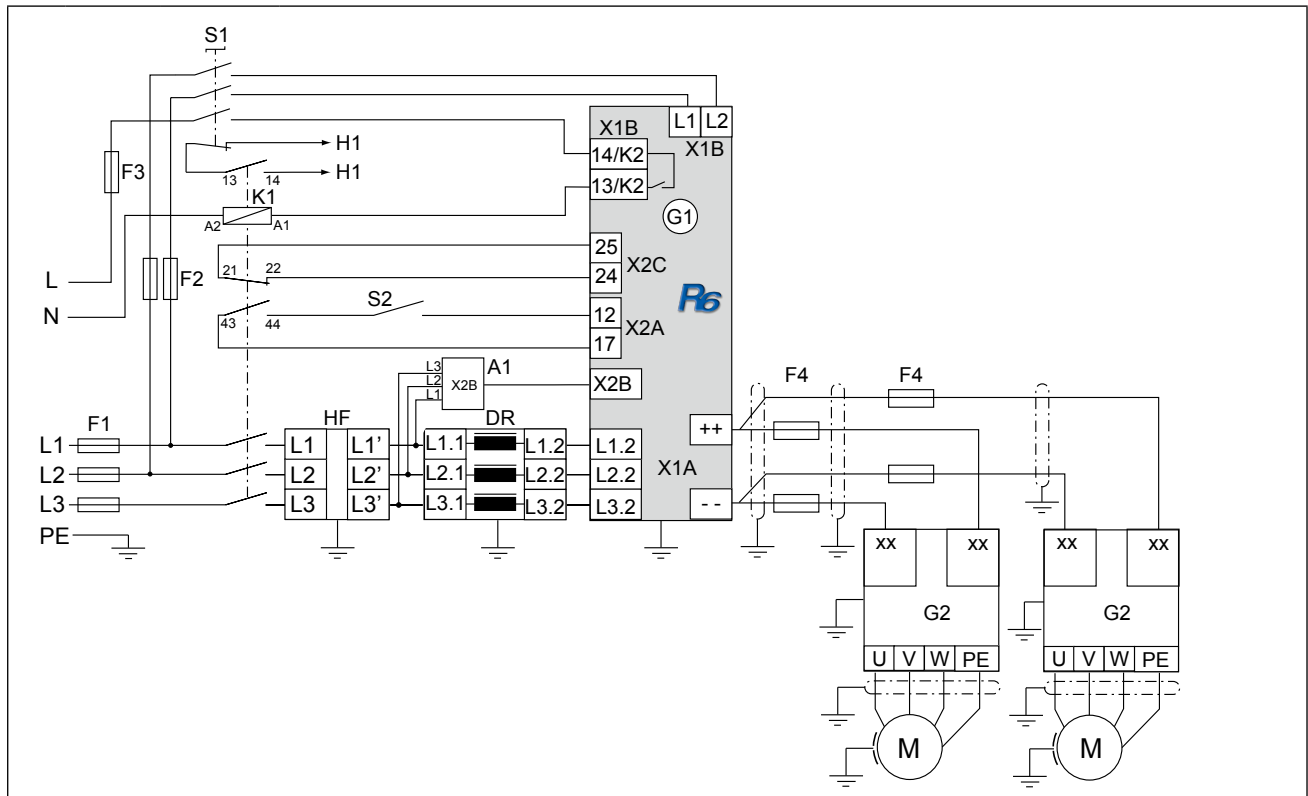 S1
L1 L2
X1B
X1B
H1
14/K2
F3
H1
13 14
13/K2
K1
G1
A2 A1
25
X2C
21 22
24
L
F2
R6
S2
N
12
X2A
43 44
17
L3
A1
F4
F4
L2
X2B
X2B
L1
F1
HF
DR
++
L1
L1 L1'
L1.1 L1.2
L1.2
L2
L2 L2'
L2.1 L2.2
L2.2
X1A
L3
L3 L3'
L3.1 L3.2
L3.2
--
PE
xx xx
xx xx
G2
G2
U V W PE
U V W PE
M
M